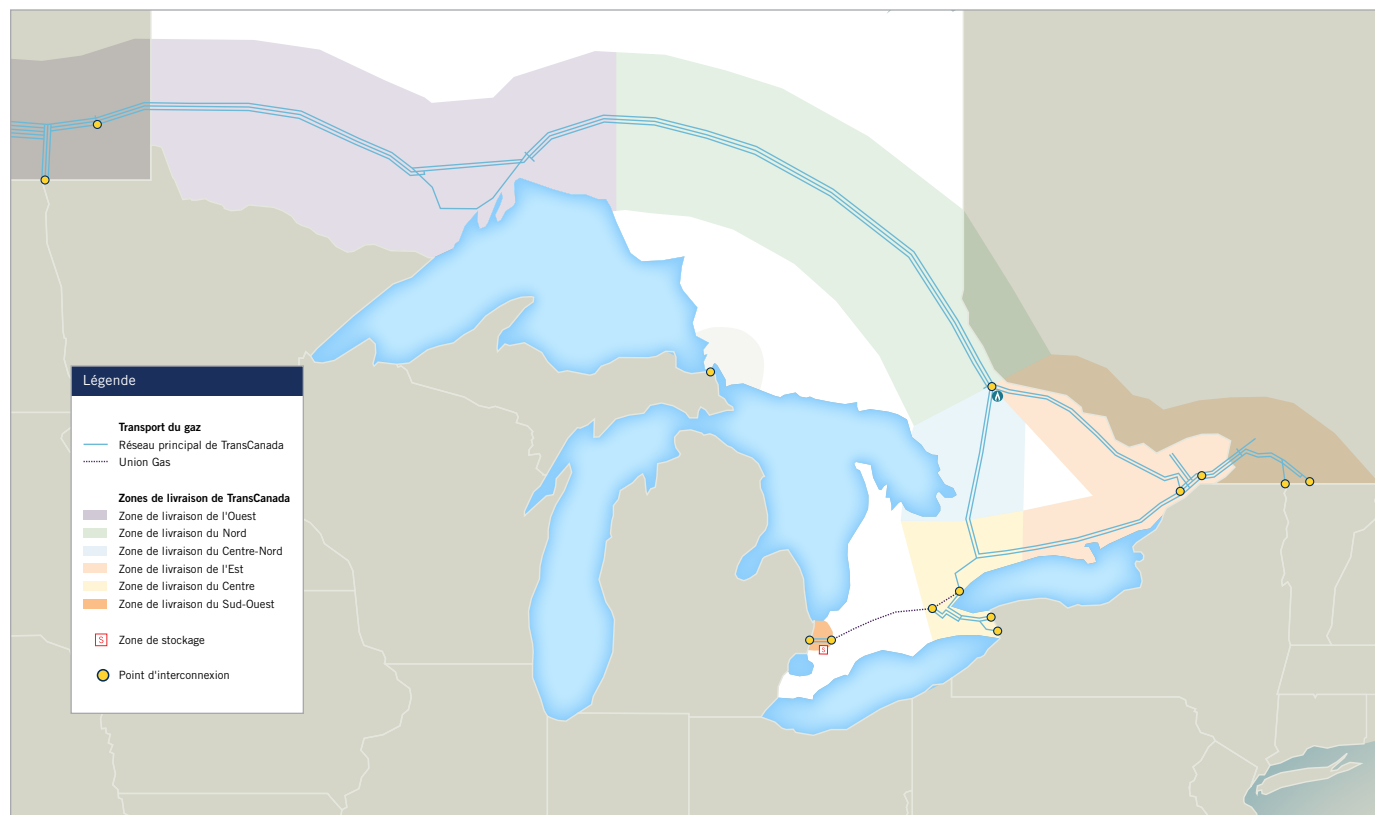 Légende
Transport du gaz
Réseau principal de TransCanada
Union Gas
Zones de livraison de TransCanada
Zone de livraison de l'Ouest
Zone de livraison du Nord
Zone de livraison du Centre-Nord
Zone de livraison de l'Est
Zone de livraison du Centre
Zone de livraison du Sud-Ouest
S
Zone de stockage
Point d'interconnexion
S